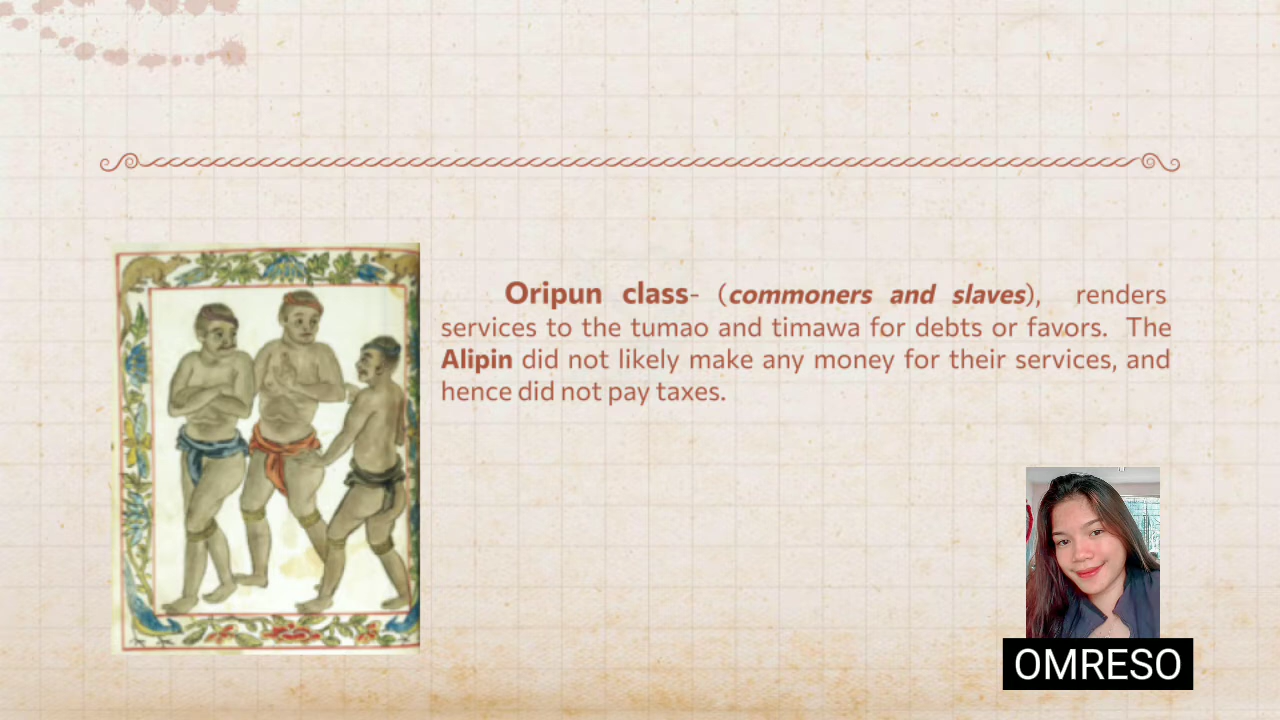 Oripun class- (commoners and slaves), renders
services to the tumao and timawa for debts or favors. The
Alipin did not likely make any money for their services, and
hence did not pay taxes.
OMRESO